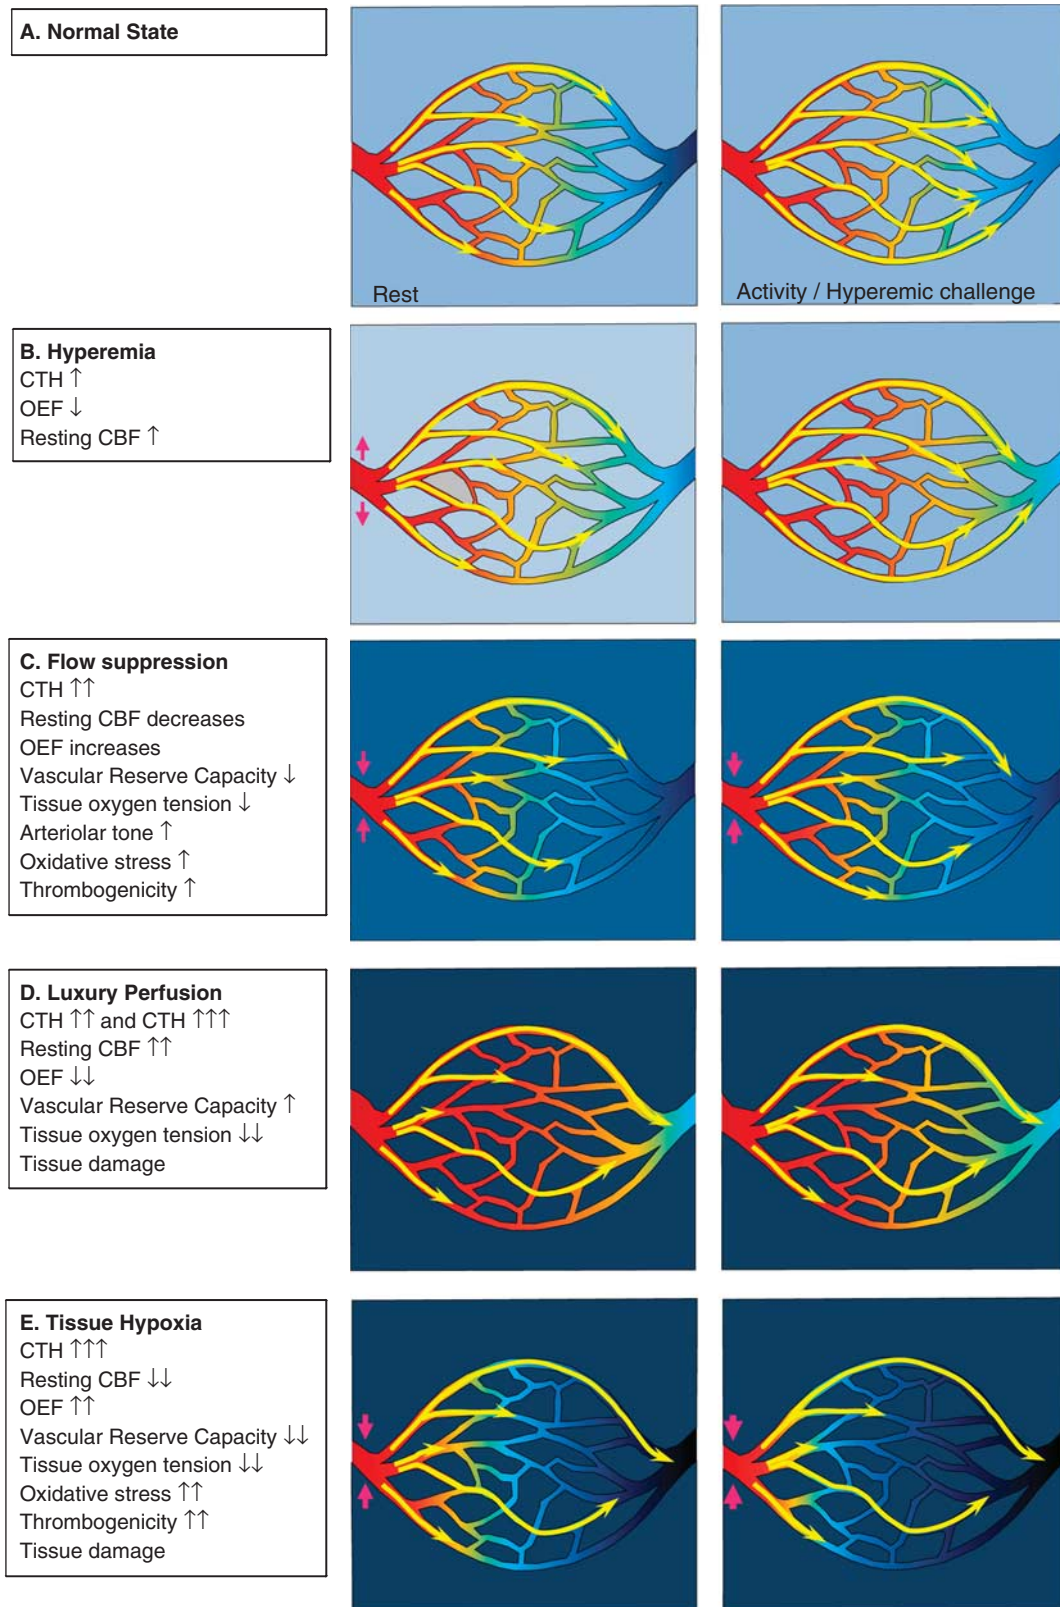 A. Normal State
Rest
Activity / Hyperemic challenge
B. Hyperemia
CTH ↑
OEF ↓
Resting CBF ↑
C. Flow suppression
CTH ↑↑
Resting CBF decreases
OEF increases
Vascular Reserve Capacity ↓
Tissue oxygen tension ↓
Arteriolar tone ↑
Oxidative stress ↑
Thrombogenicity ↑
D. Luxury Perfusion
CTH ↑↑ and CTH ↑↑↑
Resting CBF ↑↑
OEF ↓↓
Vascular Reserve Capacity ↑
Tissue oxygen tension ↓↓
Tissue damage
E. Tissue Hypoxia
CTH ↑↑↑
Resting CBF ↓↓
OEF ↑↑
Vascular Reserve Capacity ↓↓
Tissue oxygen tension ↓↓
Oxidative stress ↑↑
Thrombogenicity ↑↑
Tissue damage